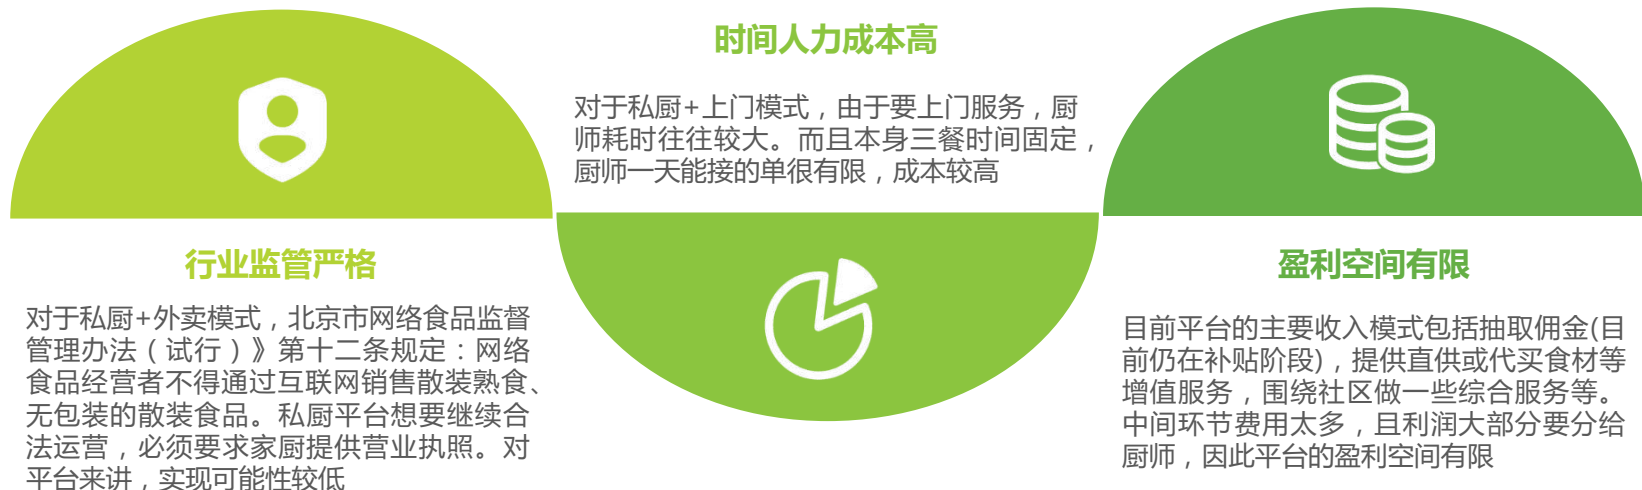 行业监管严格
对于私厨+外卖模式，北京市网络食品监督
管理办法（试行）》第十二条规定：网络
食品经营者不得通过互联网销售散装熟食、
无包装的散装食品。私厨平台想要继续合
法运营，必须要求家厨提供营业执照。对
平台来讲，实现可能性较低
时间人力成本高
对于私厨+上门模式，由于要上门服务，厨
师耗时往往较大。而且本身三餐时间固定，
厨师一天能接的单很有限，成本较高
盈利空间有限
目前平台的主要收入模式包括抽取佣金(目
前仍在补贴阶段)，提供直供或代买食材等
增值服务，围绕社区做一些综合服务等。
中间环节费用太多，且利润大部分要分给
厨师，因此平台的盈利空间有限